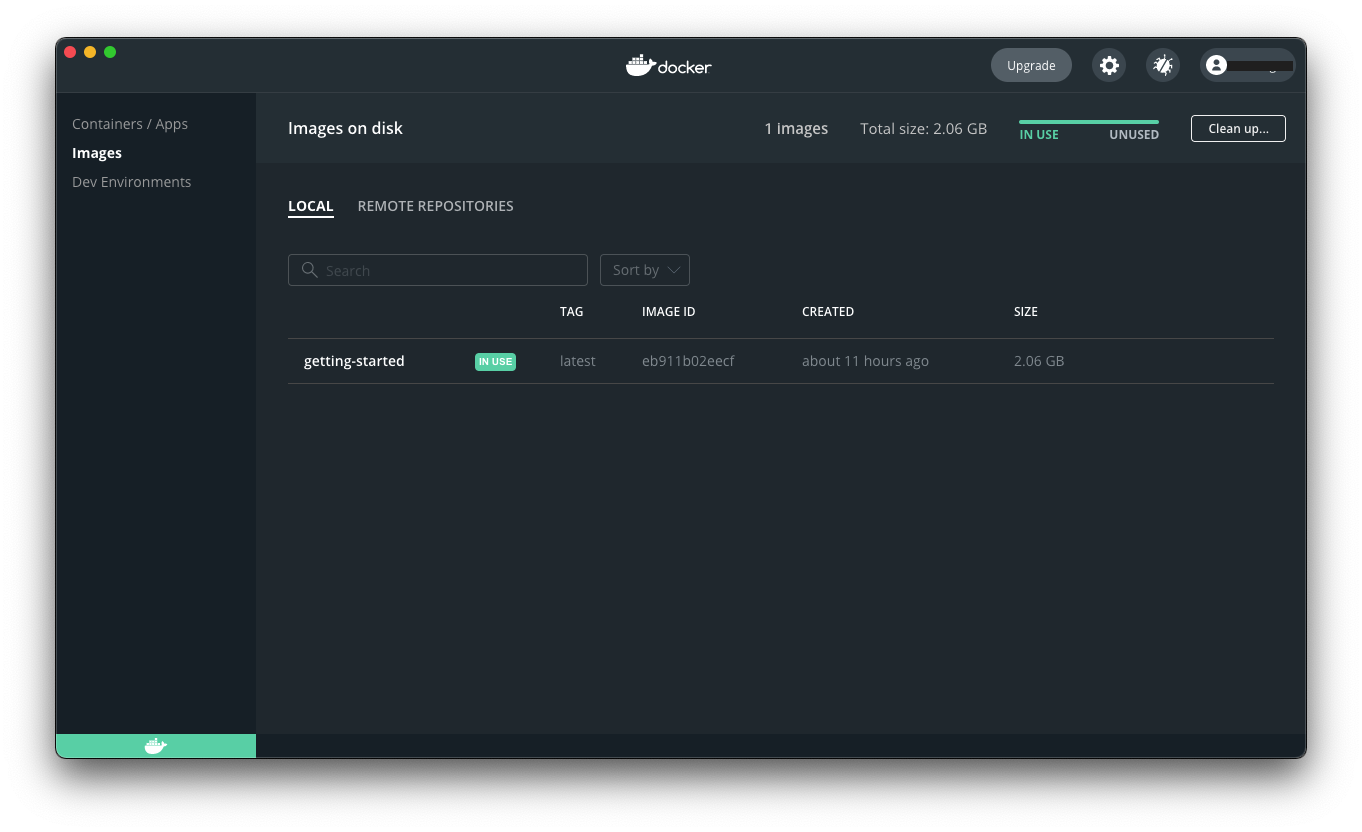 docker
Upgrade
Containers / Apps
Images
Dev Environments
Images on disk
1 images
Total size: 2.06 GB
IN USE
UNUSED
Clean up...
LOCAL
REMOTE REPOSITORIES
Search
Sort by
TAG
IMAGE ID
CREATED
SIZE
getting-started
IN USE
latest
eb911b02eecf
about 11 hours ago
2.06 GB